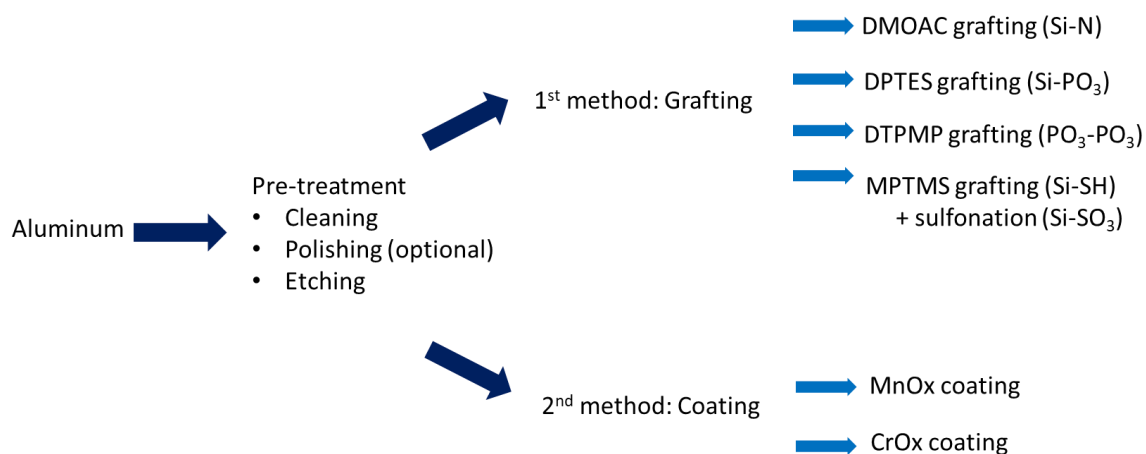 Aluminum
Pre-treatment
• Cleaning
• Polishing (optional)
• Etching
1st method: Grafting
DMOAC grafting (Si-N)
DPTES grafting (Si-PO₃)
DTPMP grafting (PO₃-PO₃)
MPTMS grafting (Si-SH)
+ sulfonation (Si-SO₃)
2nd method: Coating
MnOx coating
CrOx coating